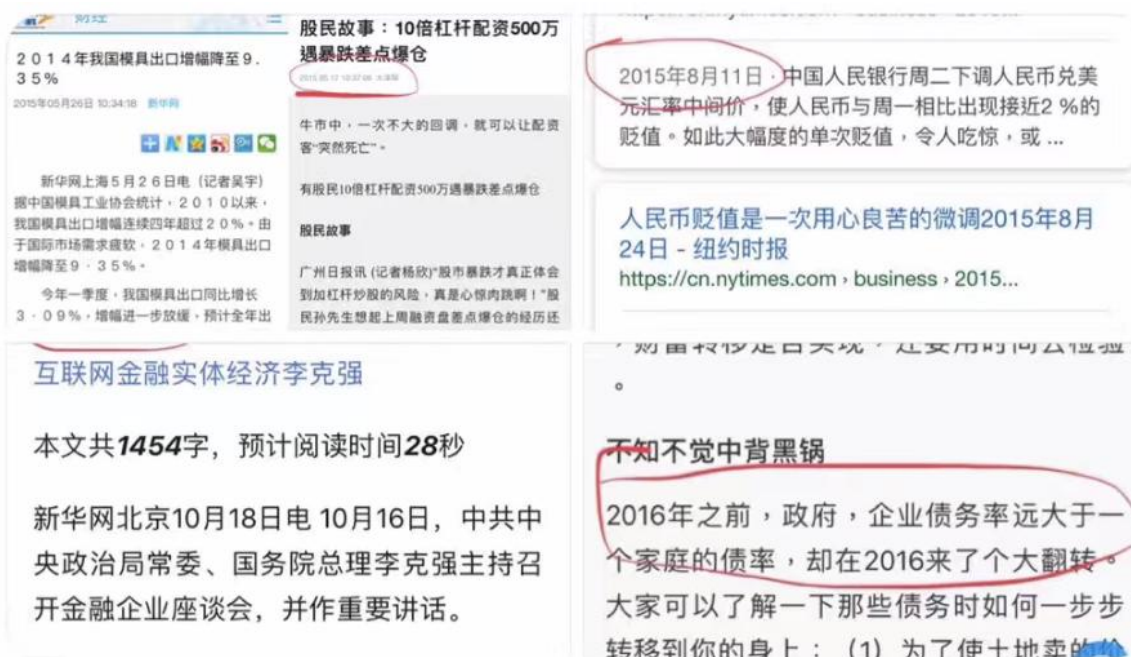 财经
2014年我国模具出口增幅降至9.
35%
2015年05月26日 10:34:18 新华网
新华网上海5月26日电（记者吴宇）
据中国模具工业协会统计，2010以来，
我国模具出口增幅连续四年超过20%。由
于国际市场需求疲软，2014年模具出口
增幅降至9．35%。
今年一季度，我国模具出口同比增长
3．09%，增幅进一步放缓，预计全年出
股民故事：10倍杠杆配资500万
遇暴跌差点爆仓
牛市中，一次不大的回调，就可以让配资
客“突然死亡”。
有股民10倍杠杆配资500万遇暴跌差点爆仓
股民故事
广州日报讯 (记者杨欣)“股市暴跌才真正体会
到加杠杆炒股的风险，真是心惊肉跳啊！”股
民孙先生想起上周融资盘差点爆仓的经历还
2015年8月11日 · 中国人民银行周二下调人民币兑美
元汇率中间价，使人民币与周一相比出现接近2 %的
贬值。如此大幅度的单次贬值，令人吃惊，或 ...
人民币贬值是一次用心良苦的微调2015年8月
24日 - 纽约时报
https://cn.nytimes.com › business › 2015...
互联网金融实体经济李克强
本文共1454字，预计阅读时间28秒
新华网北京10月18日电 10月16日，中共中
央政治局常委、国务院总理李克强主持召
开金融企业座谈会，并作重要讲话。
，财富转移是否实现，还要用时间去检验
。
不知不觉中背黑锅
2016年之前，政府，企业债务率远大于一
个家庭的债率，却在2016来了个大翻转。
大家可以了解一下那些债务时如何一步步
转移到你的身上：（1）为了使土地卖的价